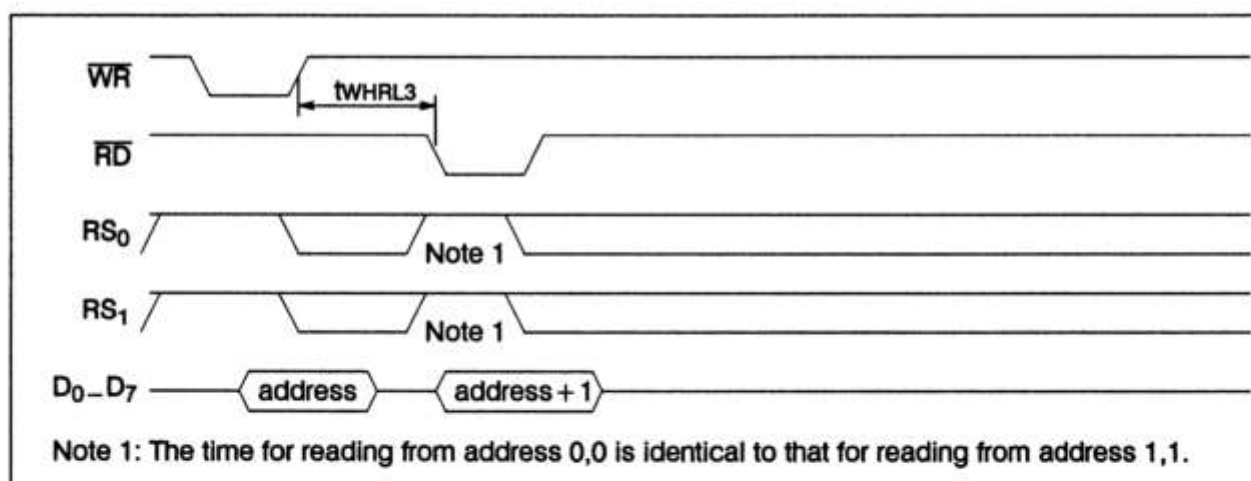 WR
tWHRL3
RD
RS0
Note 1
RS1
Note 1
D0–D7
address
address+1
Note 1: The time for reading from address 0,0 is identical to that for reading from address 1,1.